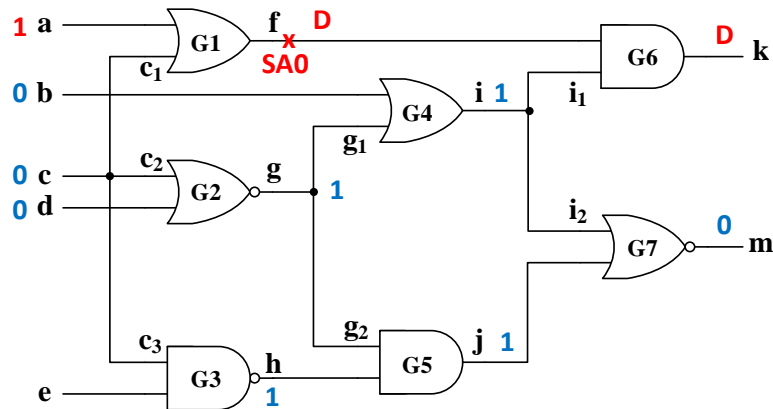 1 a f D D
G1 G6 k
c₁ SA0
0 b i 1 i₁
G4
g₁
c₂ g
0 c G2 1
0 d
i₂ 0
G7 m
g₂
c₃ j 1
h G5
G3
e 1